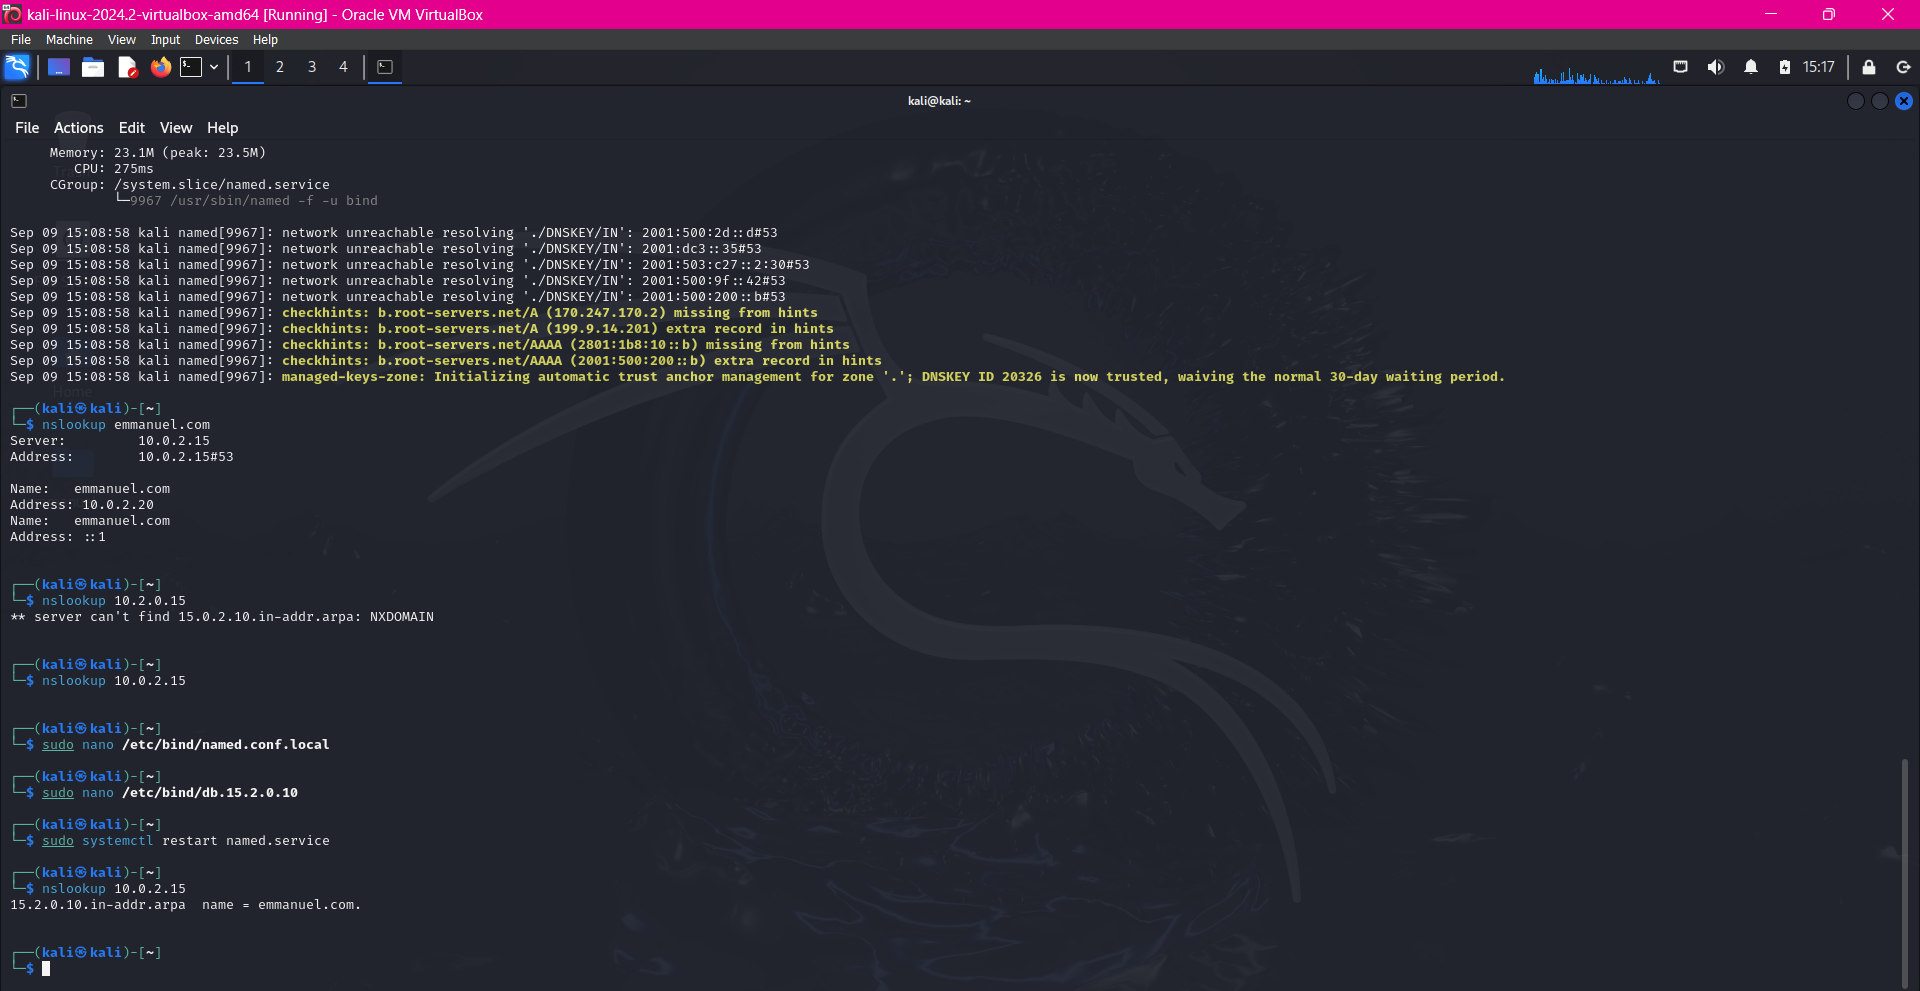 kali-linux-2024.2-virtualbox-amd64 [Running] - Oracle VM VirtualBox
File Machine View Input Devices Help
1 2 3 4 15:17
kali@kali: ~
File Actions Edit View Help
Memory: 23.1M (peak: 23.5M)
CPU: 275ms
CGroup: /system.slice/named.service
└─9967 /usr/sbin/named -f -u bind
Sep 09 15:08:58 kali named[9967]: network unreachable resolving './DNSKEY/IN': 2001:500:2d::d#53
Sep 09 15:08:58 kali named[9967]: network unreachable resolving './DNSKEY/IN': 2001:dc3::35#53
Sep 09 15:08:58 kali named[9967]: network unreachable resolving './DNSKEY/IN': 2001:503:c27::2:30#53
Sep 09 15:08:58 kali named[9967]: network unreachable resolving './DNSKEY/IN': 2001:500:9f::42#53
Sep 09 15:08:58 kali named[9967]: network unreachable resolving './DNSKEY/IN': 2001:500:200::b#53
Sep 09 15:08:58 kali named[9967]: checkhints: b.root-servers.net/A (170.247.170.2) missing from hints
Sep 09 15:08:58 kali named[9967]: checkhints: b.root-servers.net/A (199.9.14.201) extra record in hints
Sep 09 15:08:58 kali named[9967]: checkhints: b.root-servers.net/AAAA (2801:1b8:10::b) missing from hints
Sep 09 15:08:58 kali named[9967]: checkhints: b.root-servers.net/AAAA (2001:500:200::b) extra record in hints
Sep 09 15:08:58 kali named[9967]: managed-keys-zone: Initializing automatic trust anchor management for zone '.'; DNSKEY ID 20326 is now trusted, waiving the normal 30-day waiting period.
┌──(kali㉿kali)-[~]
└─$ nslookup emmanuel.com
Server: 10.0.2.15
Address: 10.0.2.15#53
Name: emmanuel.com
Address: 10.0.2.20
Name: emmanuel.com
Address: ::1
┌──(kali㉿kali)-[~]
└─$ nslookup 10.2.0.15
** server can't find 15.0.2.10.in-addr.arpa: NXDOMAIN
┌──(kali㉿kali)-[~]
└─$ nslookup 10.0.2.15
┌──(kali㉿kali)-[~]
└─$ sudo nano /etc/bind/named.conf.local
┌──(kali㉿kali)-[~]
└─$ sudo nano /etc/bind/db.15.2.0.10
┌──(kali㉿kali)-[~]
└─$ sudo systemctl restart named.service
┌──(kali㉿kali)-[~]
└─$ nslookup 10.0.2.15
15.2.0.10.in-addr.arpa name = emmanuel.com.
┌──(kali㉿kali)-[~]
└─$